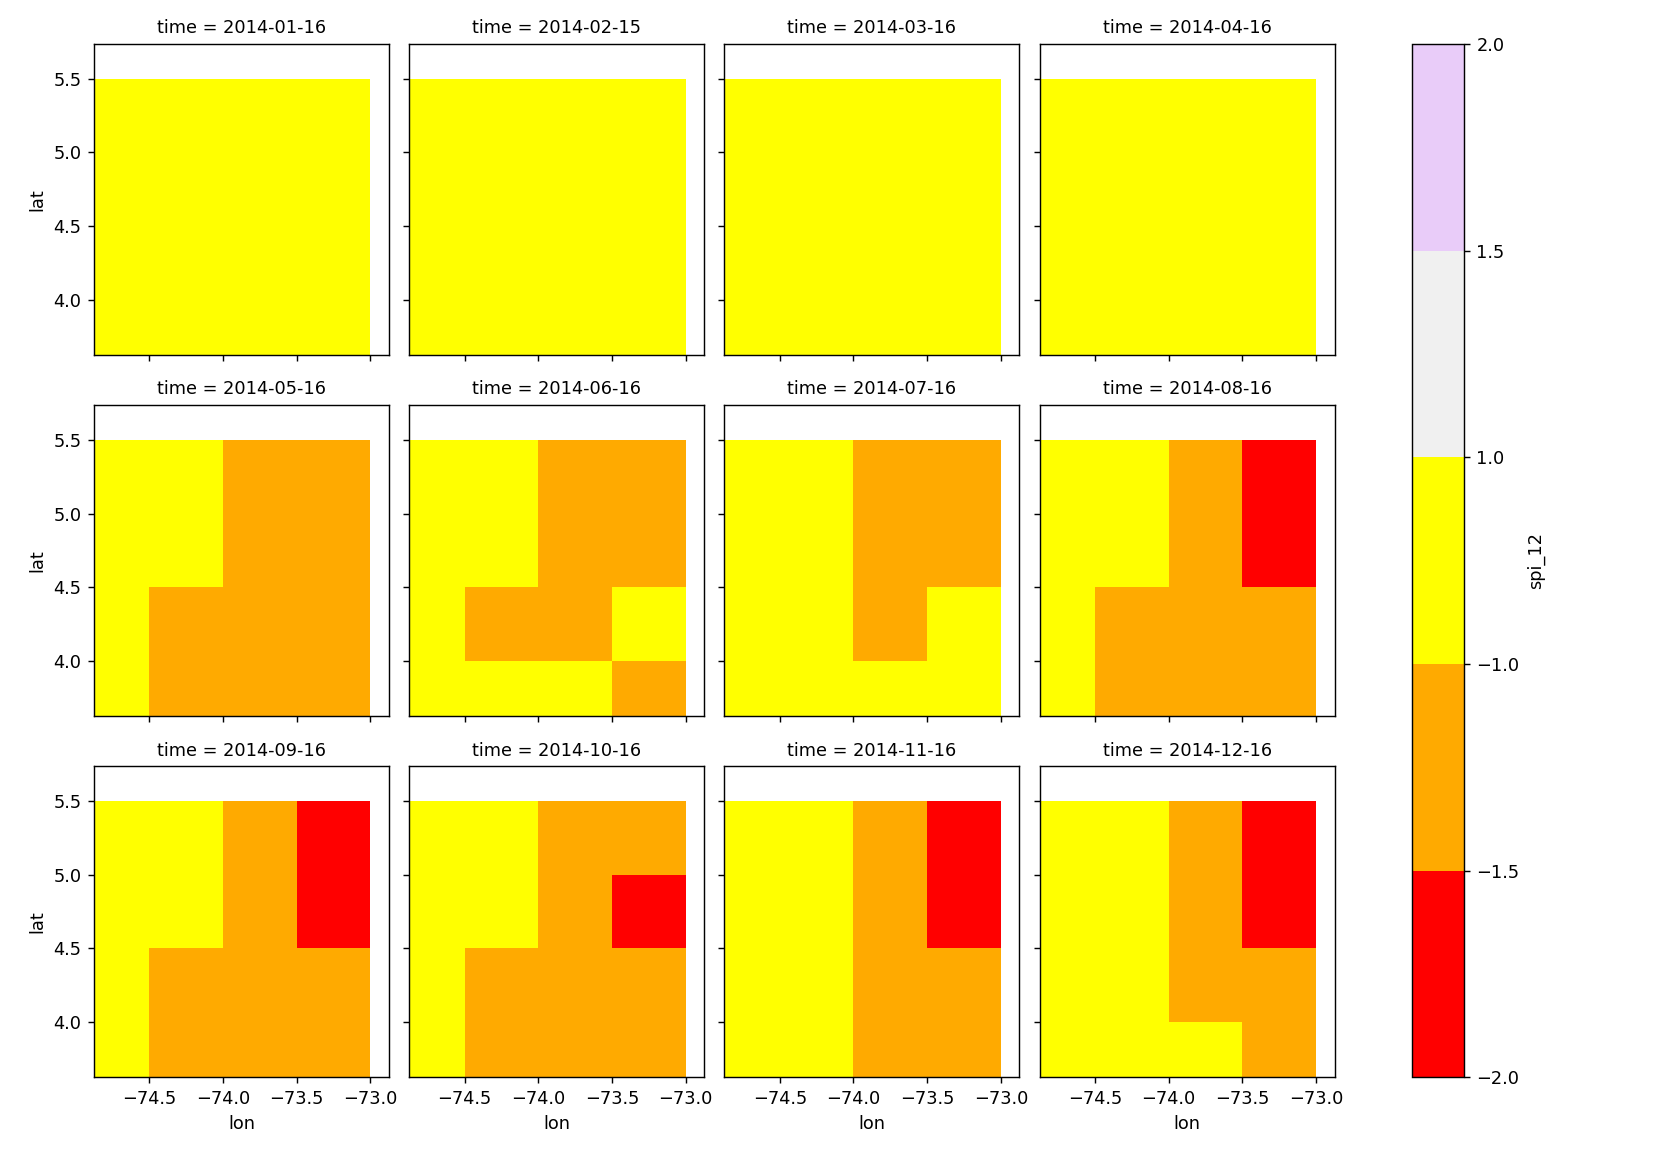 time = 2014-01-16
time = 2014-02-15
time = 2014-03-16
time = 2014-04-16
lat
5.5
5.0
4.5
4.0
time = 2014-05-16
time = 2014-06-16
time = 2014-07-16
time = 2014-08-16
lat
5.5
5.0
4.5
4.0
time = 2014-09-16
time = 2014-10-16
time = 2014-11-16
time = 2014-12-16
lat
5.5
5.0
4.5
4.0
−74.5 −74.0 −73.5 −73.0
−74.5 −74.0 −73.5 −73.0
−74.5 −74.0 −73.5 −73.0
−74.5 −74.0 −73.5 −73.0
lon
lon
lon
lon
2.0
1.5
1.0
−1.0
−1.5
−2.0
spi_12